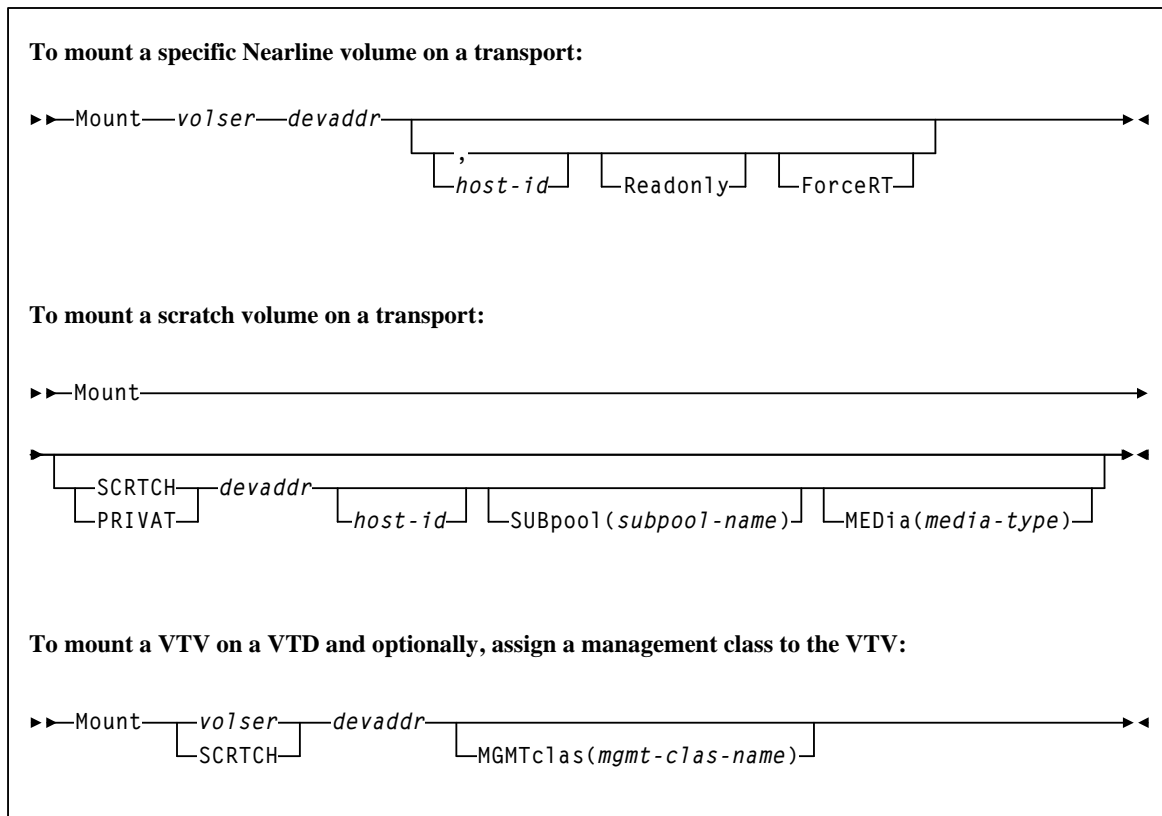 To mount a specific Nearline volume on a transport:
Mount volser devaddr
,
host-id Readonly ForceRT
To mount a scratch volume on a transport:
Mount
SCRTCH devaddr
PRIVAT host-id SUBpool(subpool-name) MEDia(media-type)
To mount a VTV on a VTD and optionally, assign a management class to the VTV:
Mount volser devaddr
SCRTCH MGMTclas(mgmt-clas-name)